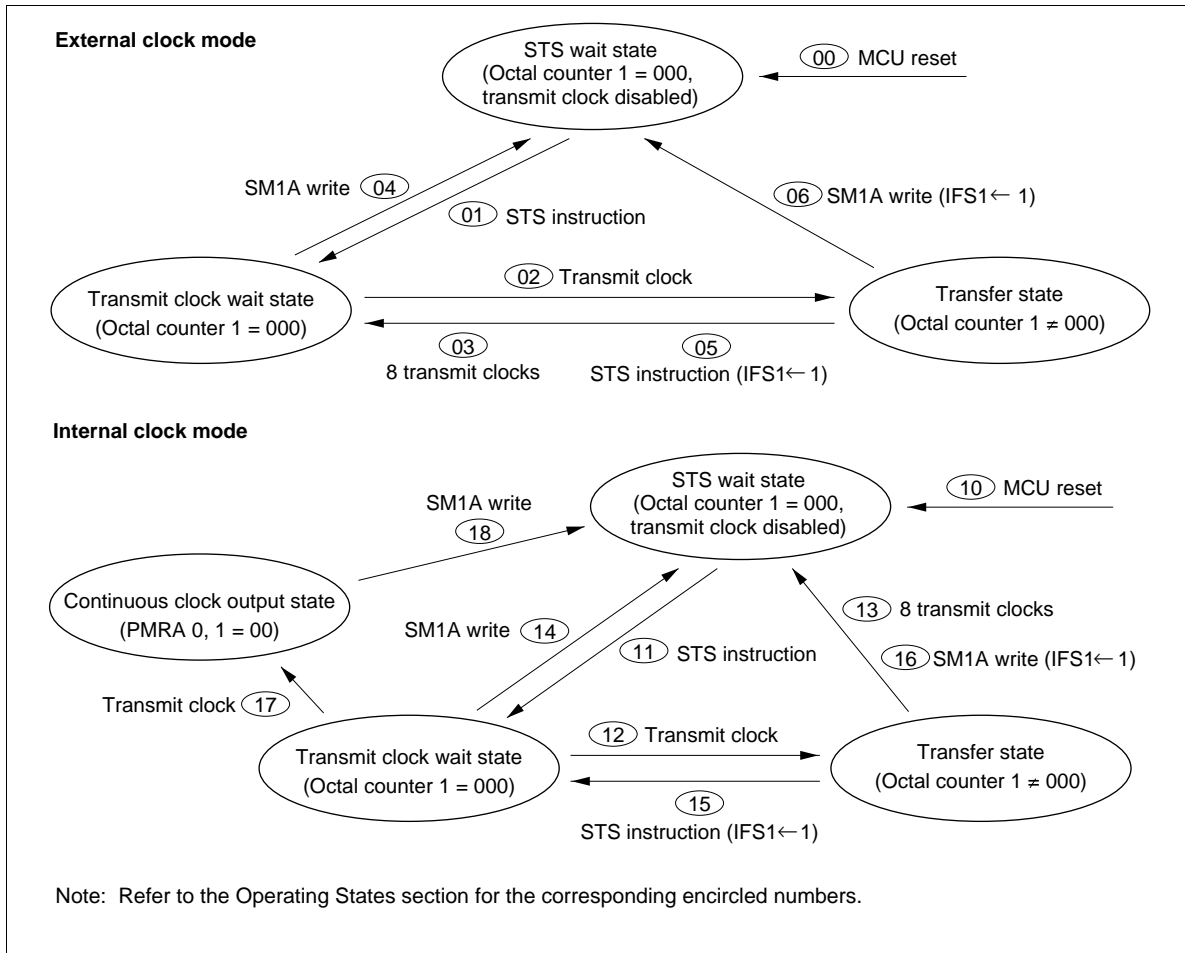 External clock mode
STS wait state
(Octal counter 1 = 000,
transmit clock disabled)
00 MCU reset
SM1A write 04
01 STS instruction
06 SM1A write (IFS1← 1)
Transmit clock wait state
(Octal counter 1 = 000)
02 Transmit clock
Transfer state
(Octal counter 1 ≠ 000)
03
8 transmit clocks
05
STS instruction (IFS1← 1)
Internal clock mode
STS wait state
(Octal counter 1 = 000,
transmit clock disabled)
10 MCU reset
SM1A write
18
Continuous clock output state
(PMRA 0, 1 = 00)
SM1A write 14
11 STS instruction
13 8 transmit clocks
16 SM1A write (IFS1← 1)
Transmit clock 17
Transmit clock wait state
(Octal counter 1 = 000)
12 Transmit clock
Transfer state
(Octal counter 1 ≠ 000)
15
STS instruction (IFS1←1)
Note: Refer to the Operating States section for the corresponding encircled numbers.